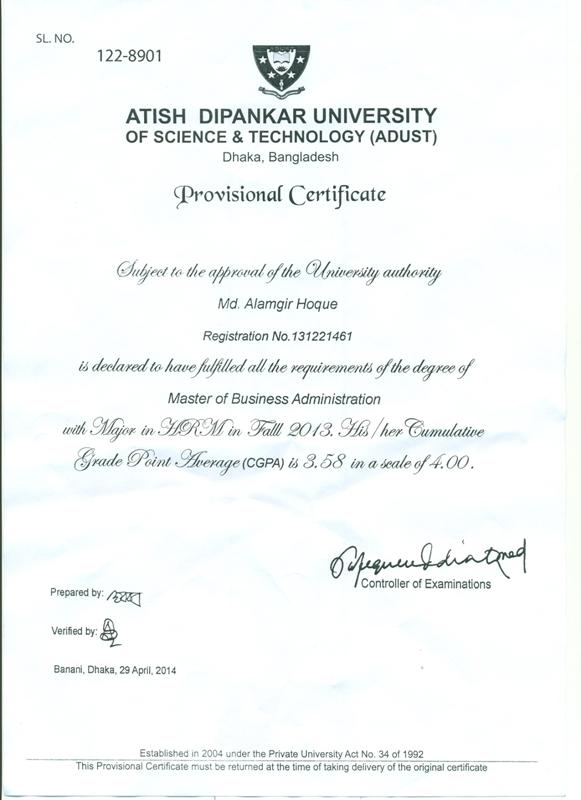 SL. NO.
122-8901
ATISH DIPANKAR UNIVERSITY
OF SCIENCE & TECHNOLOGY (ADUST)
Dhaka, Bangladesh
Provisional Certificate
Subject to the approval of the University authority
Md. Alamgir Hoque
Registration No.131221461
is declared to have fulfilled all the requirements of the degree of
Master of Business Administration
with Major in HRM in Falll 2013. His/her Cumulative
Grade Point Average (CGPA) is 3.58 in a scale of 4.00.
Controller of Examinations
Prepared by:
Verified by:
Banani, Dhaka, 29 April, 2014
Established in 2004 under the Private University Act No. 34 of 1992
This Provisional Certificate must be returned at the time of taking delivery of the original certificate